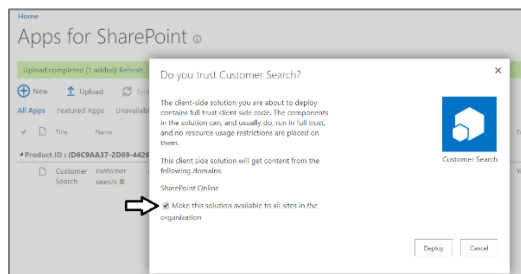 Home
Apps for SharePoint
Upload completed (1 added) Refresh
New Upload Sync
All Apps Featured Apps Unavailable
Title Name
Product ID : (D6C9AA37-2D69-4426
Customer Search customer-search
Do you trust Customer Search?
The client-side solution you are about to deploy
contains full trust client side code. The components
in the solution can, and usually do, run in full trust,
and no resource usage restrictions are placed on
them.
This client side solution will get content from the
following domains:
SharePoint Online
Make this solution available to all sites in the
organization
Customer Search
Deploy Cancel